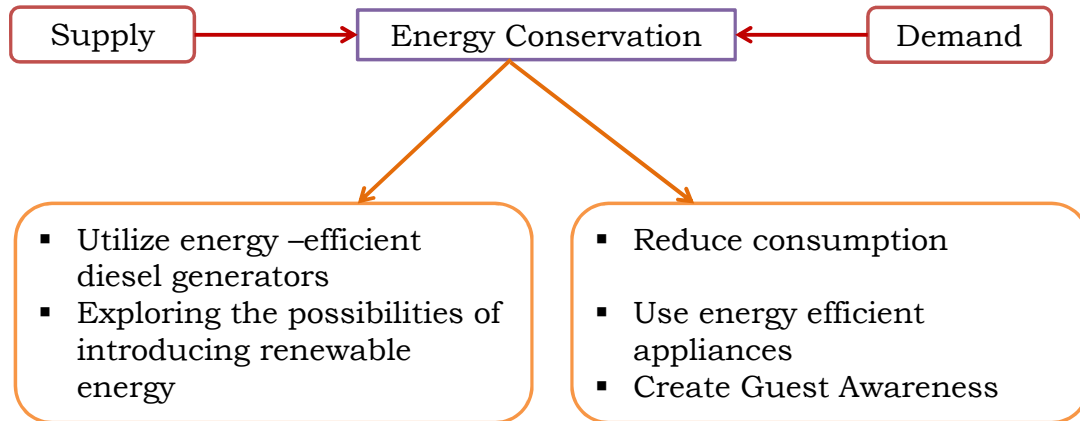 Supply
Energy Conservation
Demand
▪ Utilize energy –efficient
diesel generators
▪ Exploring the possibilities of
introducing renewable
energy
▪ Reduce consumption
▪ Use energy efficient
appliances
▪ Create Guest Awareness